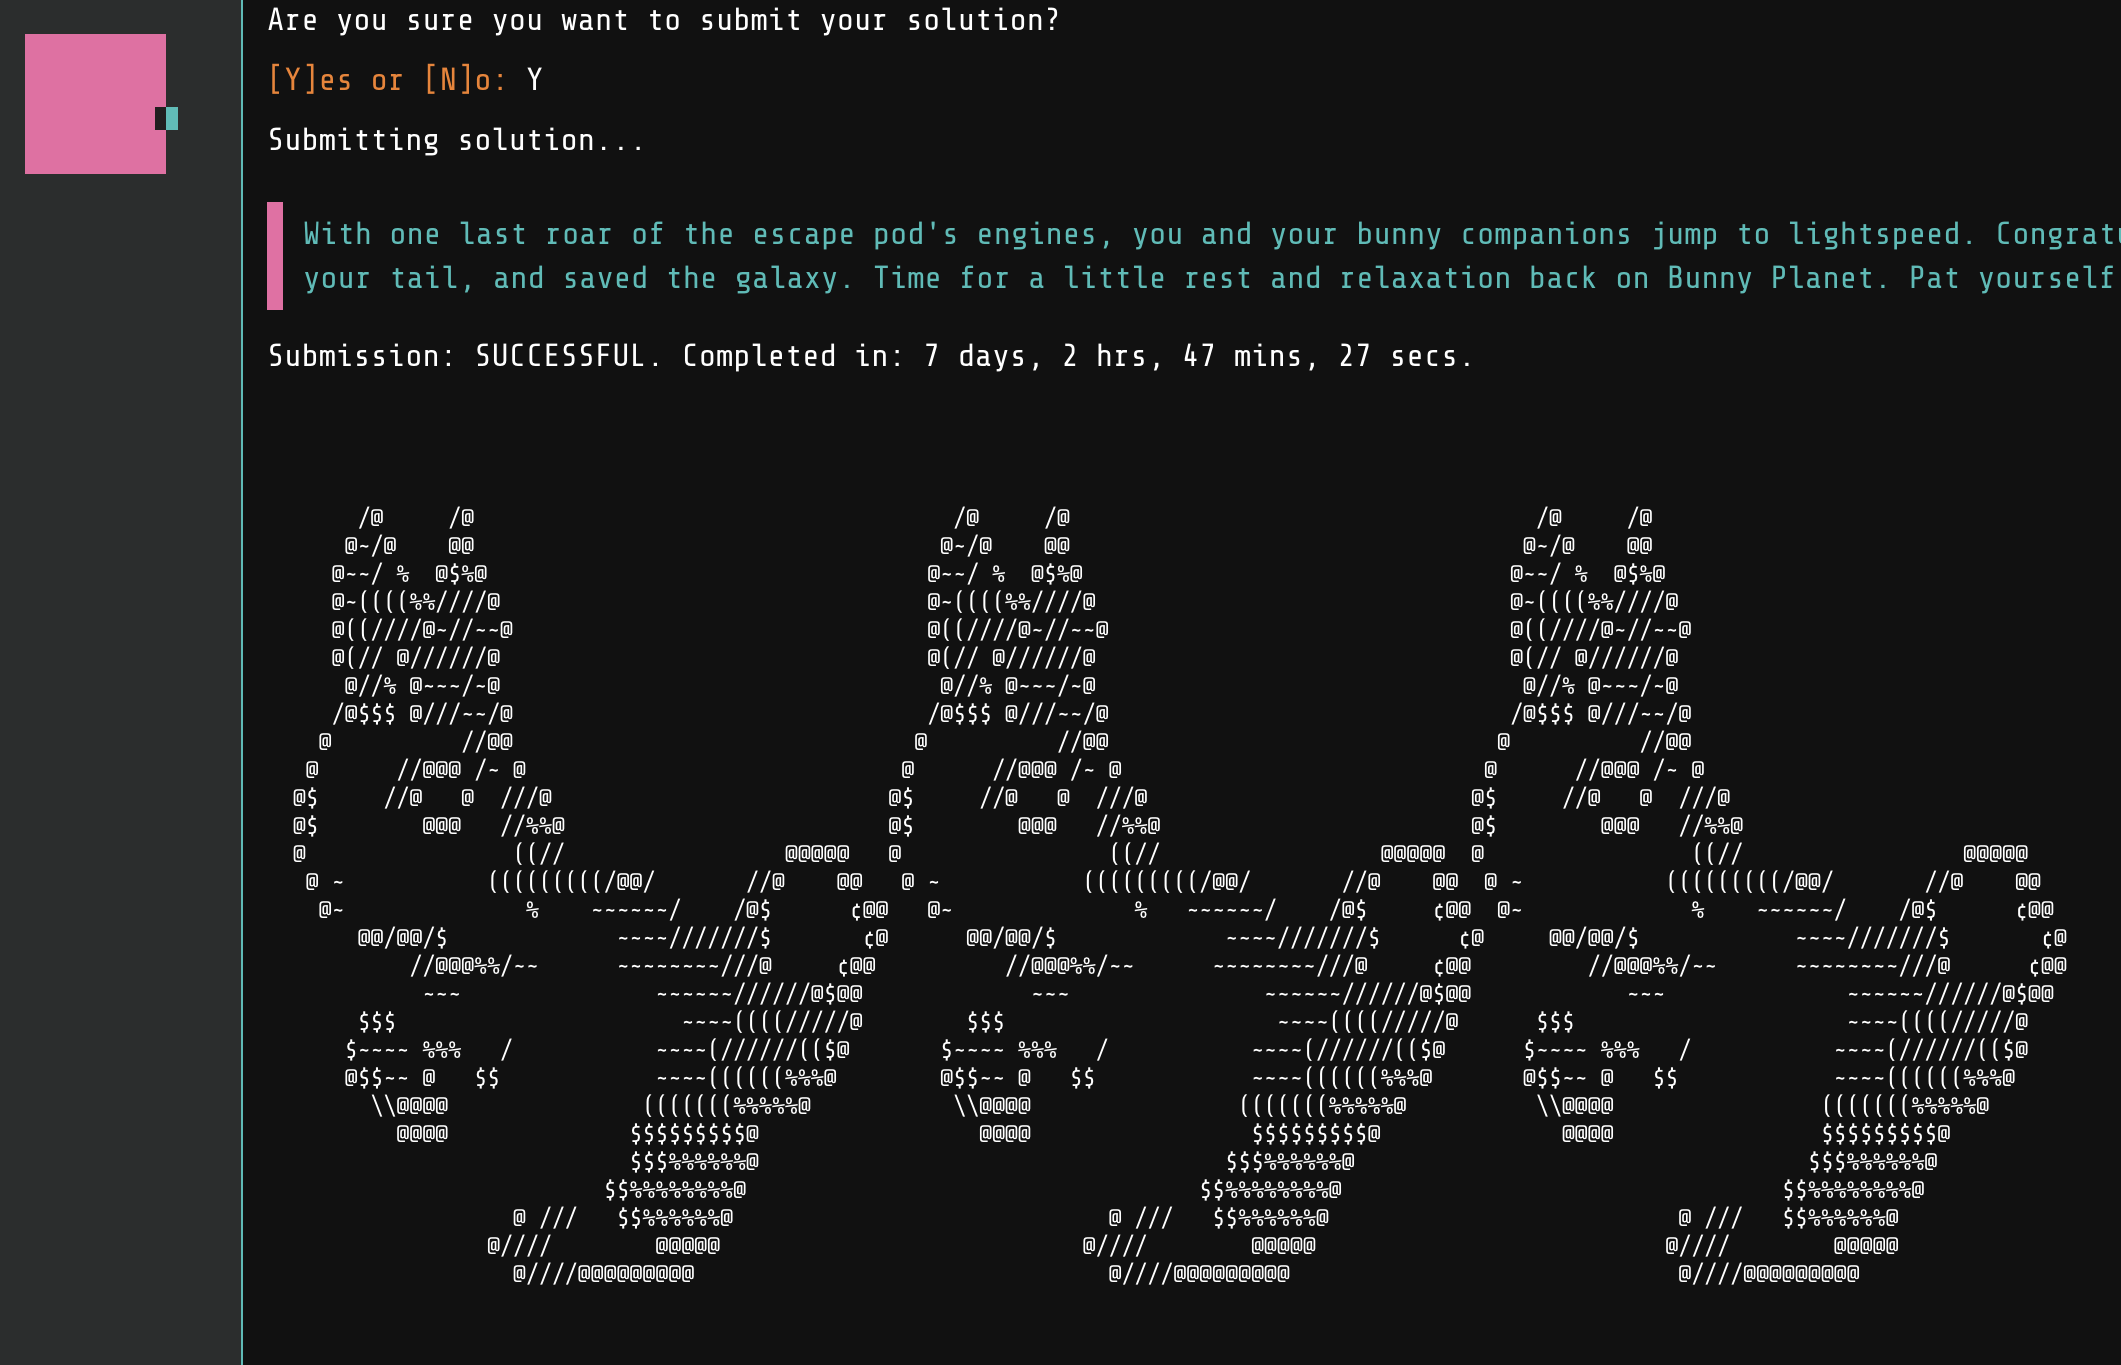 Are you sure you want to submit your solution?
[Y]es or [N]o: Y
Submitting solution...
With one last roar of the escape pod's engines, you and your bunny companions jump to lightspeed.
your tail, and saved the galaxy. Time for a little rest and relaxation back on Bunny Planet. Pat yourself
Submission: SUCCESSFUL. Completed in: 7 days, 2 hrs, 47 mins, 27 secs.